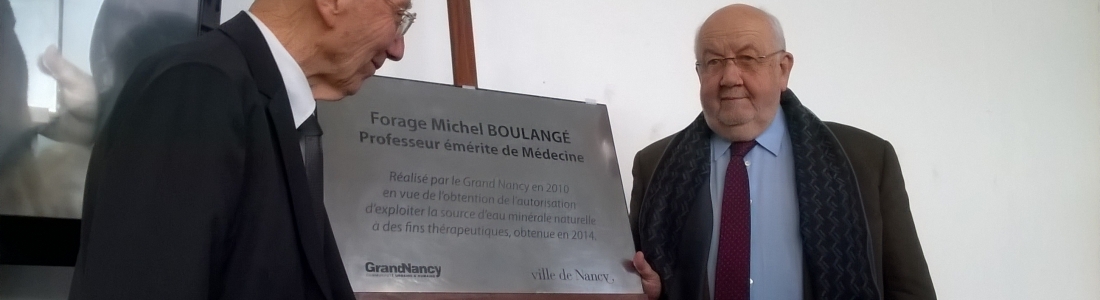 Forage Michel BOULANGÉ
Professeur émérite de Médecine
Réalisé par le Grand Nancy en 2010
en vue de l'obtention de l'autorisation
d'exploiter la source d'eau minérale naturelle
à des fins thérapeutiques, obtenue en 2014.
GrandNancy
ville de Nancy,